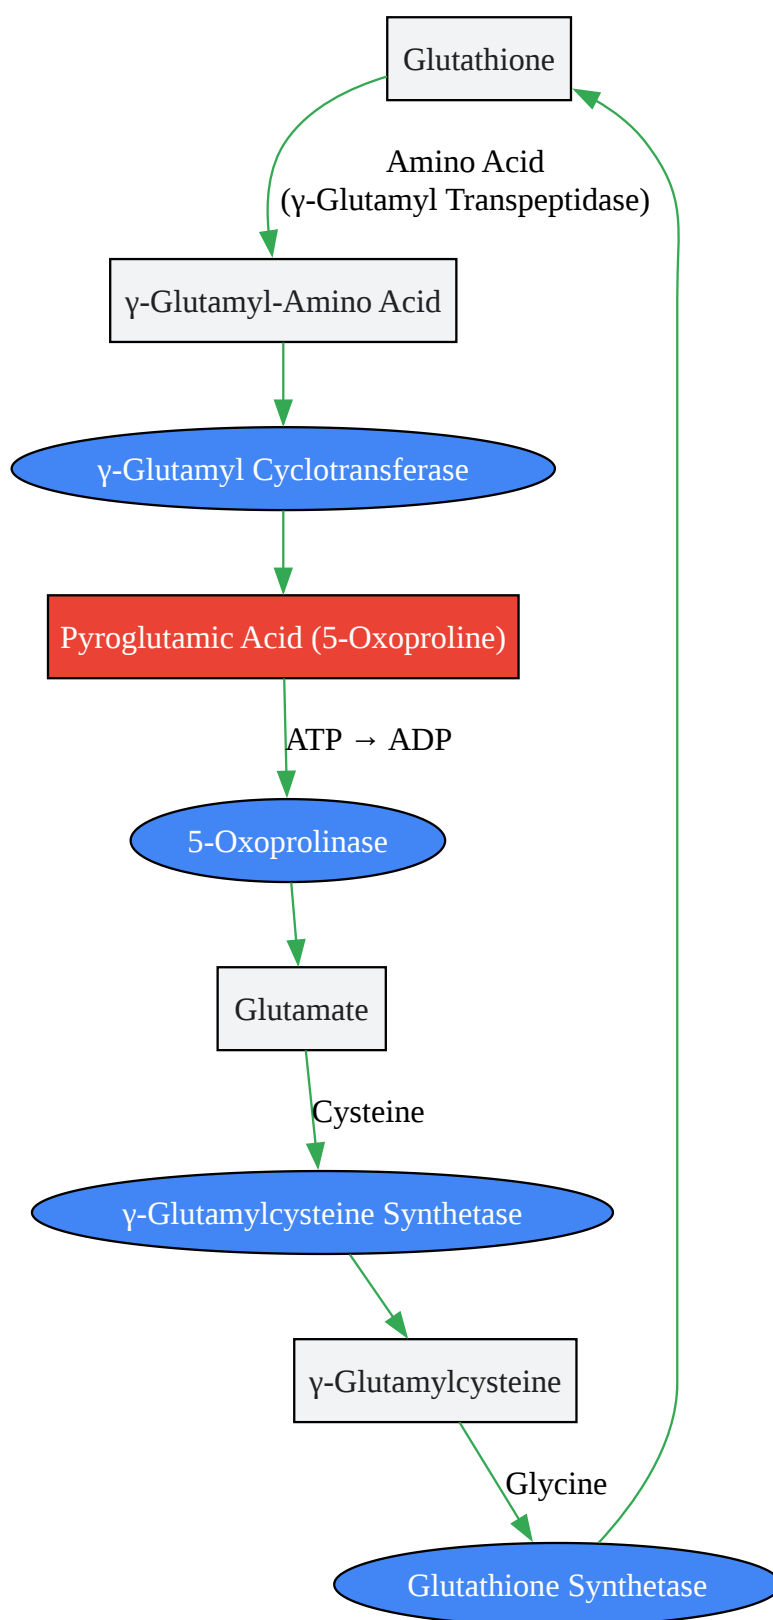 Glutathione
Amino Acid
(γ-Glutamyl Transpeptidase)
γ-Glutamyl-Amino Acid
γ-Glutamyl Cyclotransferase
Pyroglutamic Acid (5-Oxoproline)
ATP → ADP
5-Oxoprolinase
Glutamate
Cysteine
γ-Glutamylcysteine Synthetase
γ-Glutamylcysteine
Glycine
Glutathione Synthetase